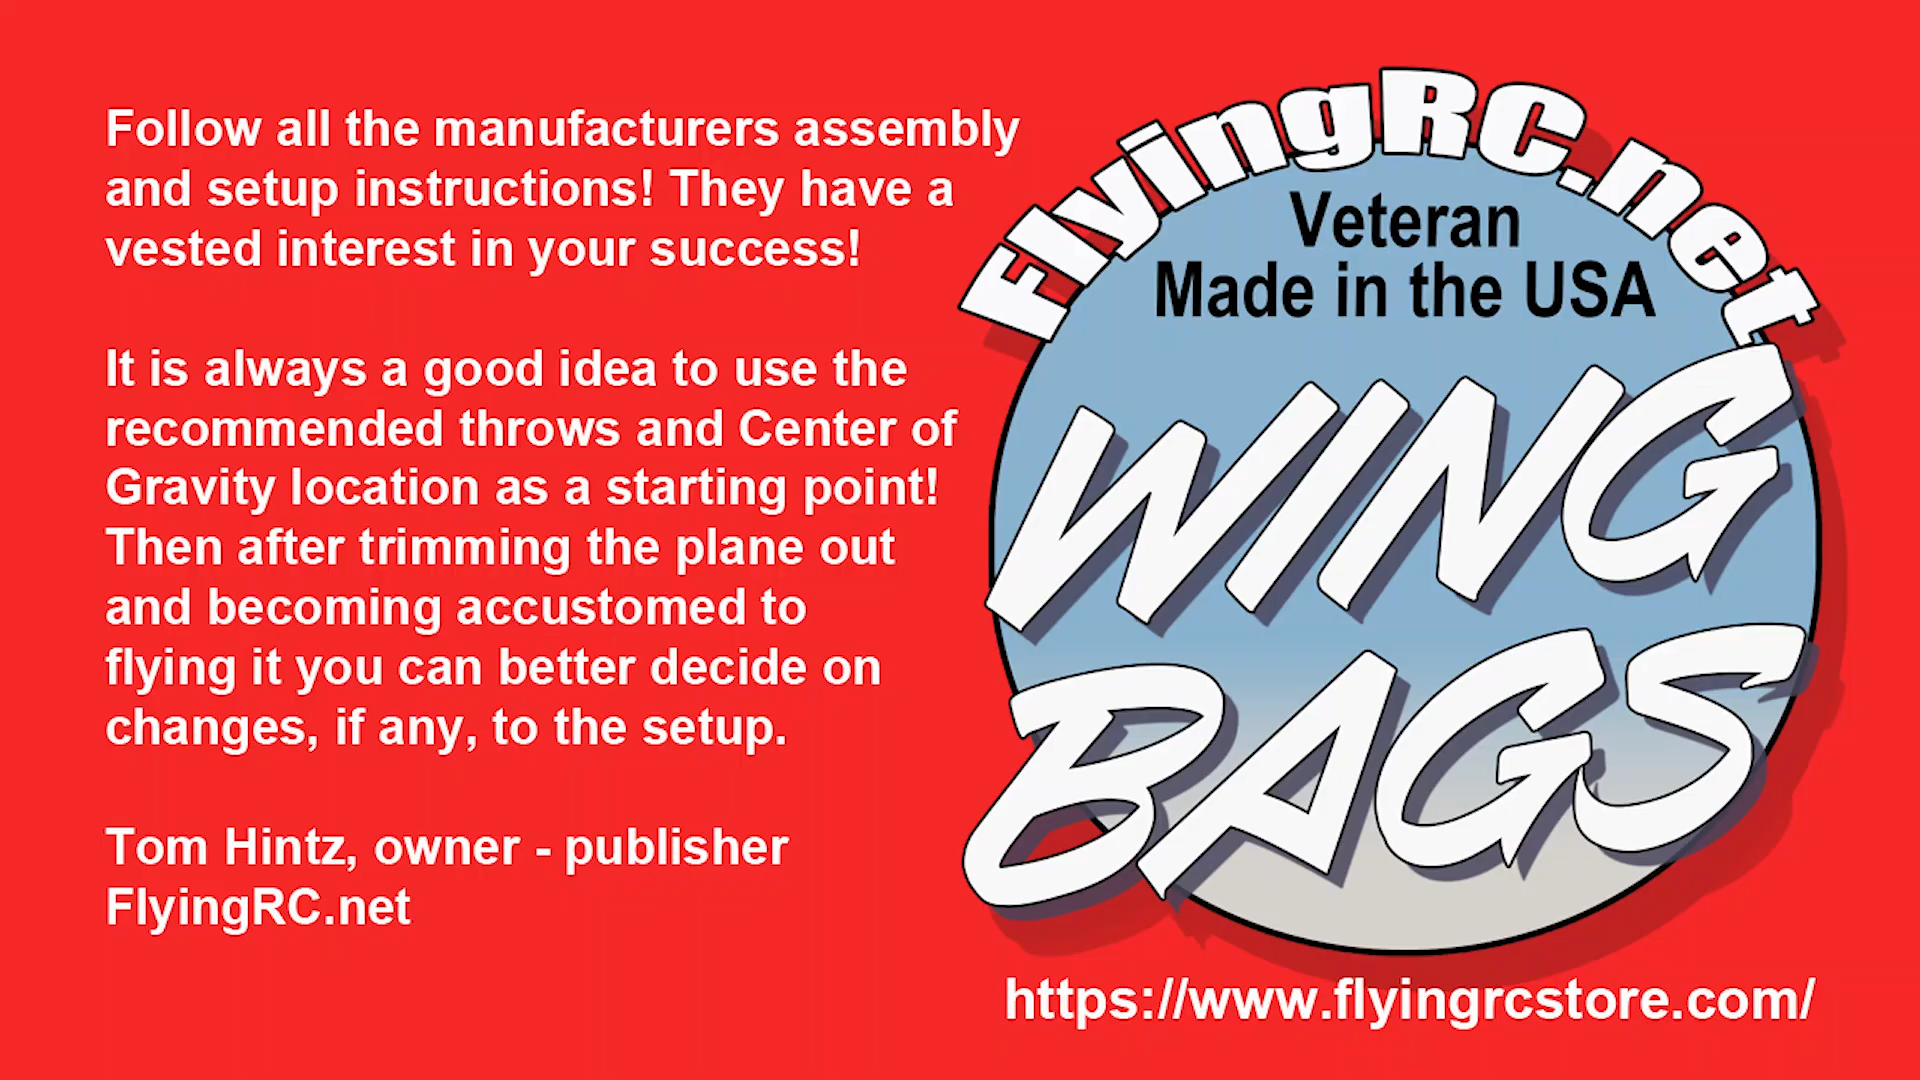 Follow all the manufacturers assembly
and setup instructions! They have a
vested interest in your success!
It is always a good idea to use the
recommended throws and Center of
Gravity location as a starting point!
Then after trimming the plane out
and becoming accustomed to
flying it you can better decide on
changes, if any, to the setup.
Tom Hintz, owner - publisher
FlyingRC.net
FlyingRC.net
Veteran
Made in the USA
WING
BAGS
https://www.flyingrcstore.com/